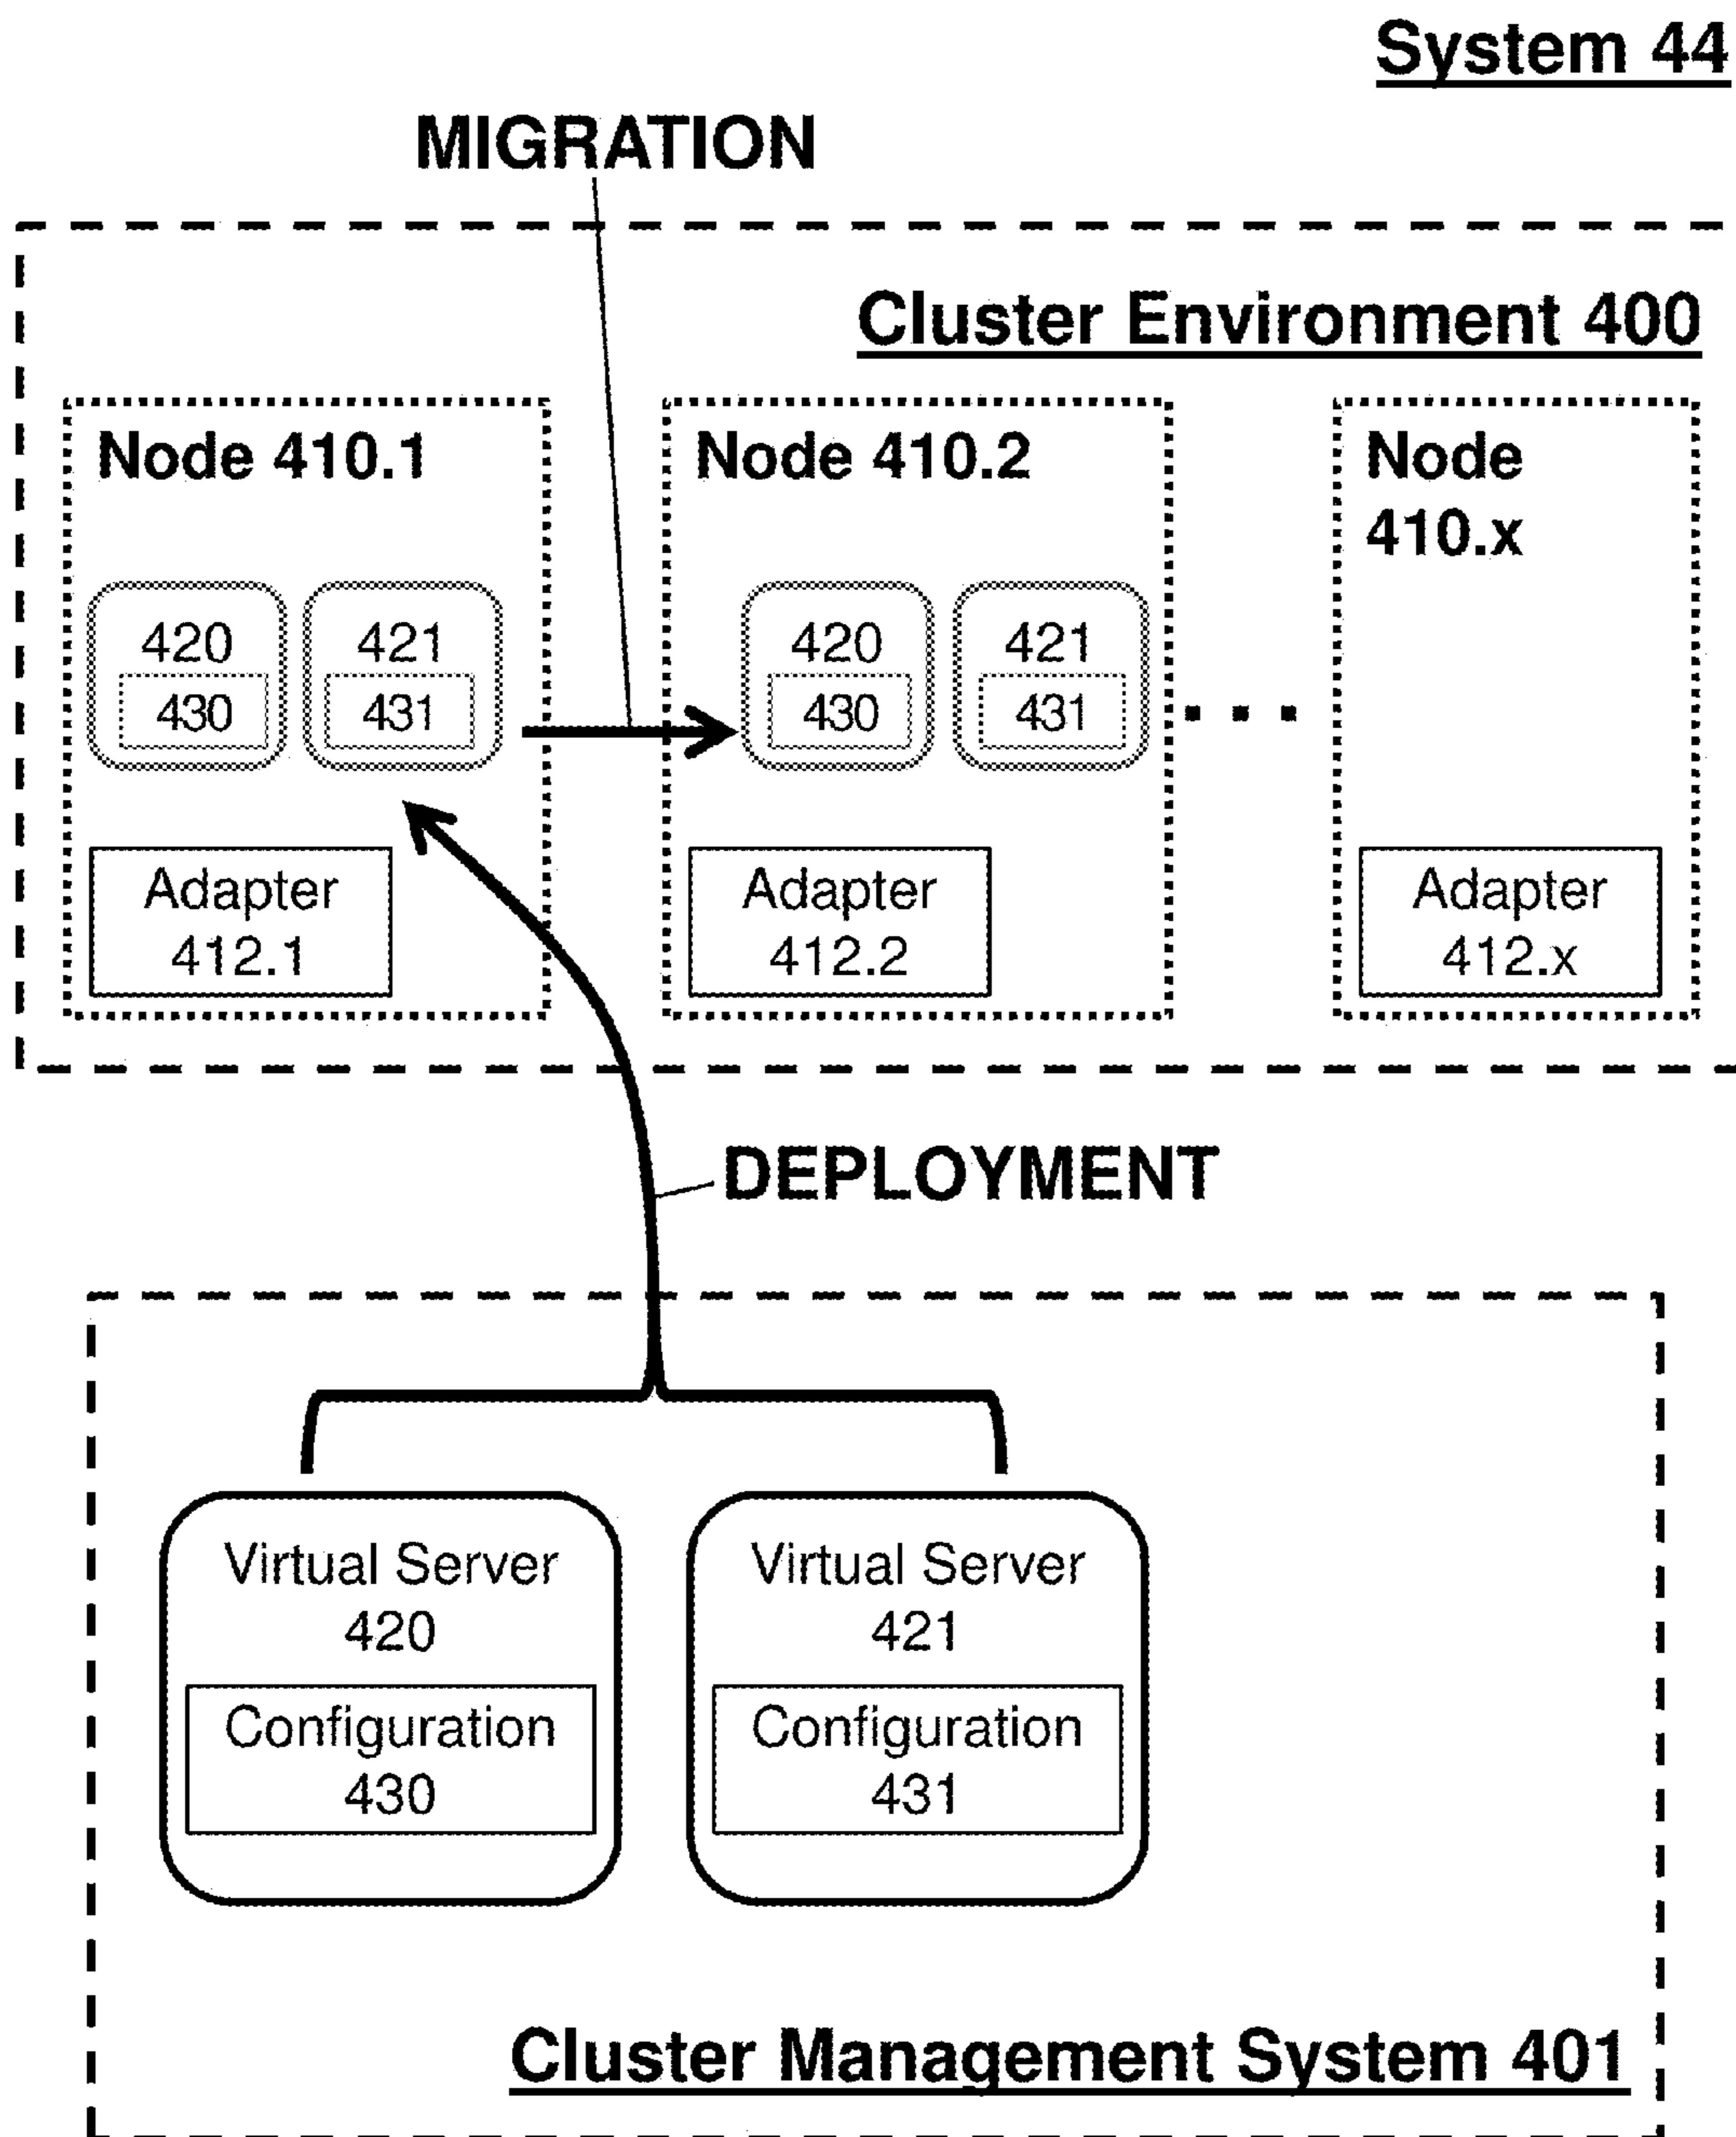 System 44
MIGRATION
Cluster Environment 400
Node 410.1
Node 410.2
Node
410.x
420
430
421
431
420
430
421
431
Adapter
412.1
Adapter
412.2
Adapter
412.x
DEPLOYMENT
Virtual Server
420
Configuration
430
Virtual Server
421
Configuration
431
Cluster Management System 401